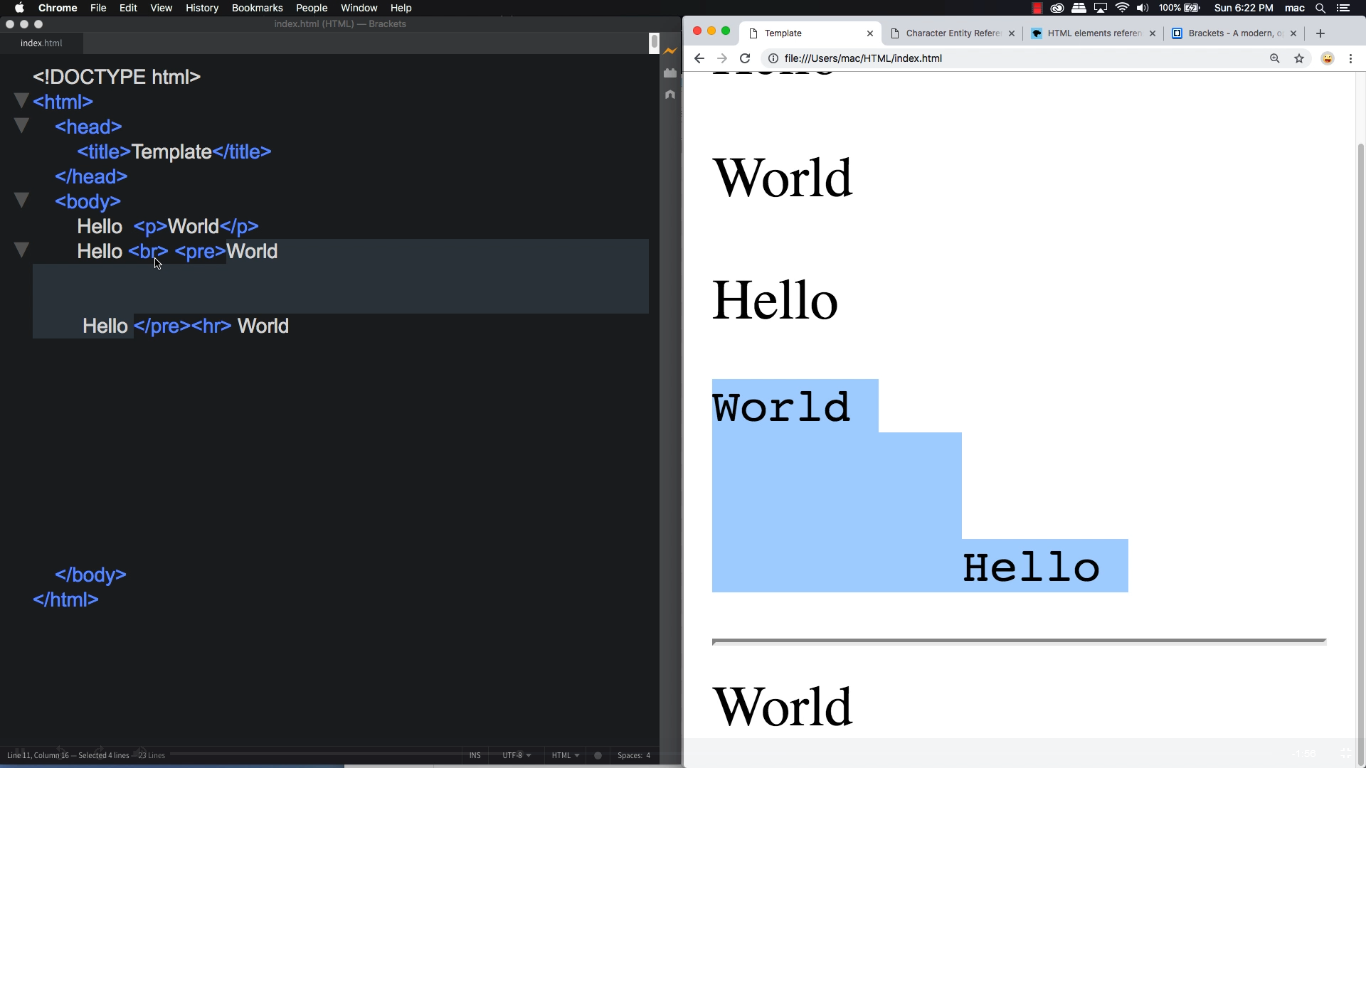 Chrome File Edit View History Bookmarks People Window Help
100% Sun 6:22 PM mac
index.html (HTML) — Brackets
index.html
<!DOCTYPE html>
<html>
<head>
<title>Template</title>
</head>
<body>
Hello <p>World</p>
Hello <br> <pre>World
Hello </pre><hr> World
</body>
</html>
Line 11, Column 16 — Selected 4 lines — 23 Lines
INS UTF-8 HTML Spaces: 4
Template
Character Entity Refere
HTML elements referen
Brackets - A modern,
file:///Users/mac/HTML/index.html
Hello
World
Hello
World
Hello
World